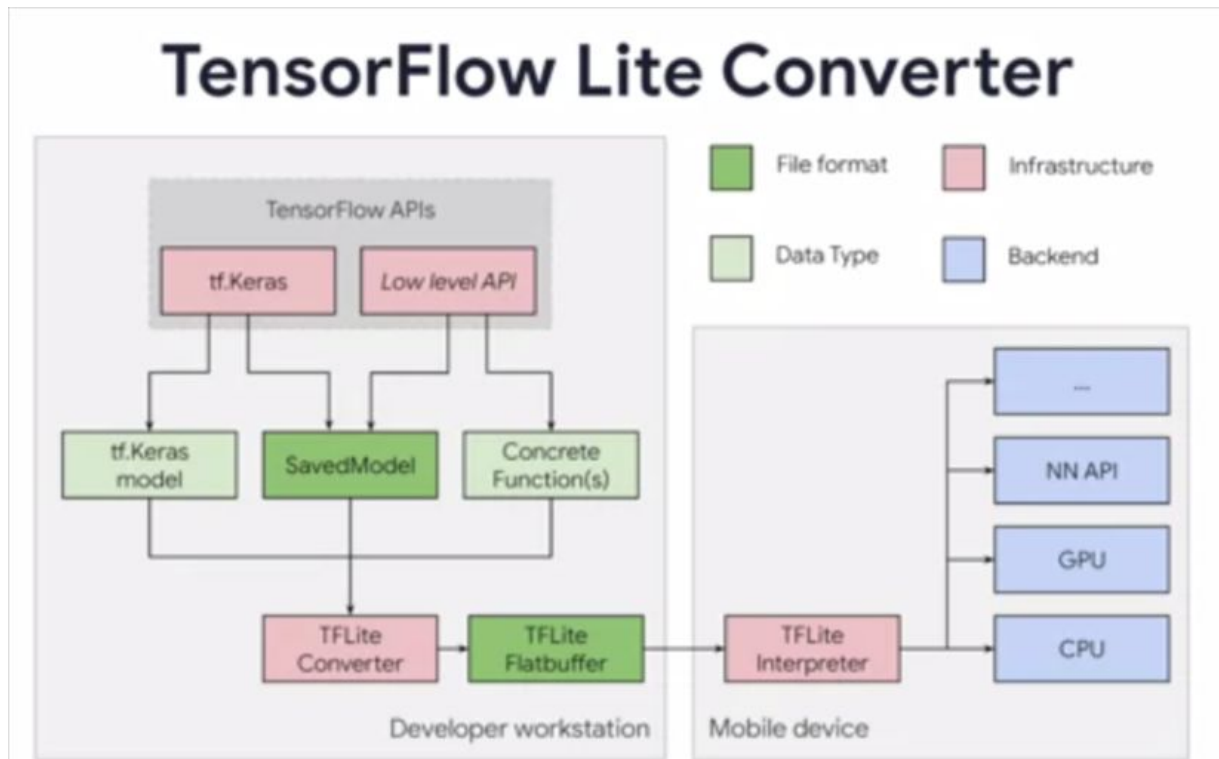 TensorFlow Lite Converter
File format
Infrastructure
Data Type
Backend
TensorFlow APIs
tf.Keras
Low level API
tf.Keras
model
SavedModel
Concrete
Function(s)
TFLite
Converter
TFLite
Flatbuffer
Developer workstation
TFLite
Interpreter
...
NN API
GPU
CPU
Mobile device